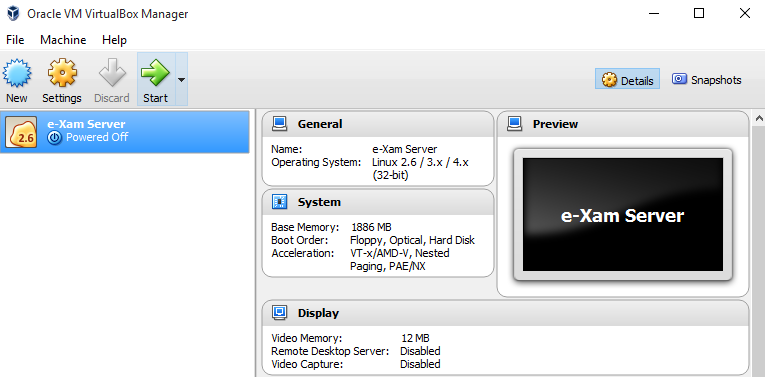 Oracle VM VirtualBox Manager
File Machine Help
New Settings Discard Start
Details Snapshots
2.6
e-Xam Server
Powered Off
General
Name: e-Xam Server
Operating System: Linux 2.6 / 3.x / 4.x
(32-bit)
System
Base Memory: 1886 MB
Boot Order: Floppy, Optical, Hard Disk
Acceleration: VT-x/AMD-V, Nested
Paging, PAE/NX
Preview
e-Xam Server
Display
Video Memory: 12 MB
Remote Desktop Server: Disabled
Video Capture: Disabled